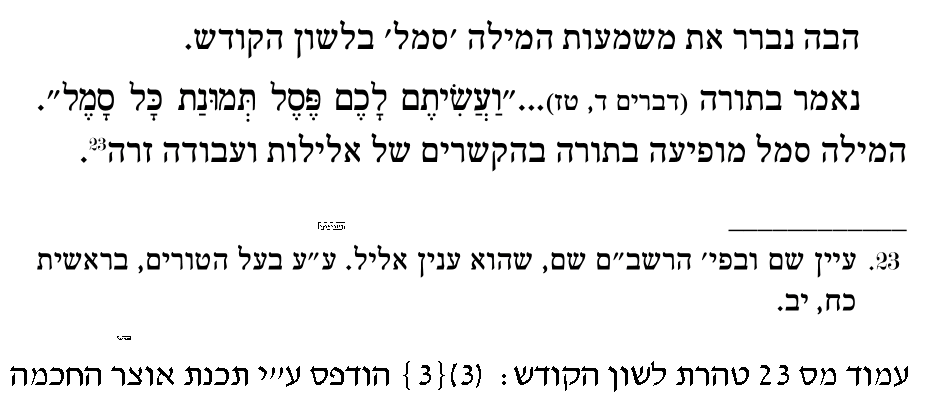 הבה נברר את משמעות המילה 'סמל' בלשון הקודש.
נאמר בתורה (דברים ד, טז)..."וַעֲשִׂיתֶם לָכֶם פֶּסֶל תְּמוּנַת כָּל סָמֶל".
המילה סמל מופיעה בתורה בהקשרים של אלילות ועבודה זרה23.
23. עיין שם ובפי' הרשב"ם שם, שהוא ענין אליל. ע"ע בעל הטורים, בראשית
כח, יב.
עמוד מס 23 טהרת לשון הקודש: (3){3} הודפס ע"י תכנת אוצר החכמה